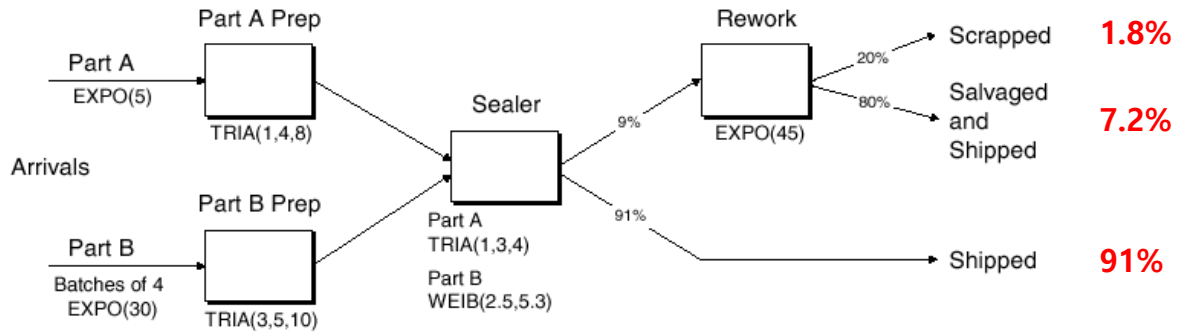 Part A Prep
Part A
EXPO(5)
TRIA(1,4,8)
Arrivals
Part B Prep
Part B
Batches of 4
EXPO(30)
TRIA(3,5,10)
Sealer
Part A
TRIA(1,3,4)
Part B
WEIB(2.5,5.3)
9%
91%
Rework
EXPO(45)
20%
80%
Scrapped
1.8%
Salvaged
and
Shipped
7.2%
Shipped
91%